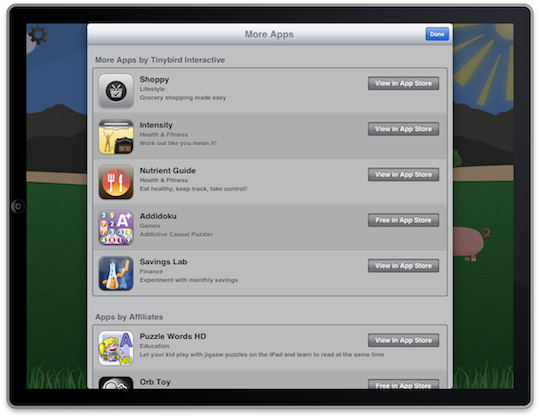 More Apps
Done
More Apps by Tinybird Interactive
Shoppy
Lifestyle
Grocery shopping made easy
View in App Store
Intensity
Health & Fitness
Work out like you mean it!
View in App Store
Nutrient Guide
Health & Fitness
Eat healthy, keep track, take control!
View in App Store
Addidoku
Games
Addictive Casual Puzzler
Free in App Store
Savings Lab
Finance
Experiment with monthly savings
View in App Store
Apps by Affiliates
Puzzle Words HD
Education
Let your kid play with jigsaw puzzles on the iPad and learn to read at the same time
View in App Store
Orb Toy
Free in App Store